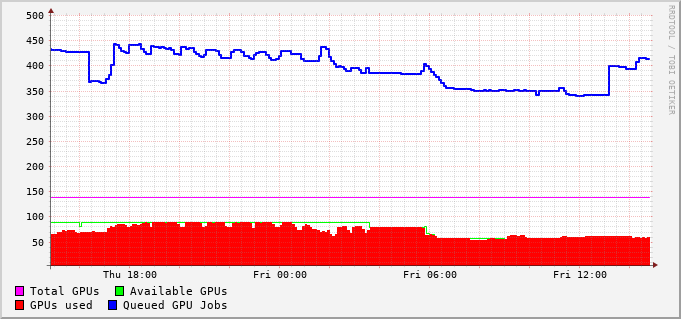 500
450
400
350
300
250
200
150
100
50
Thu 18:00 Fri 00:00 Fri 06:00 Fri 12:00
Total GPUs Available GPUs
GPUs used Queued GPU Jobs
RRDTOOL / TOBI OETIKER